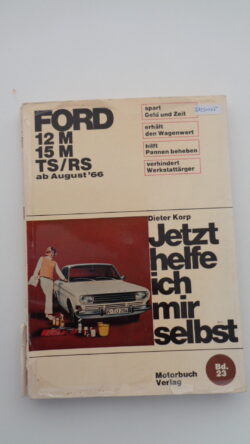 FORD
12 M
15 M
TS/RS
ab August '66
spart
Geld und Zeit
erhält
den Wagenwert
hilft
Pannen beheben
verhindert
Werkstattärger
Dieter Korp
Jetzt
helfe
ich
mir
selbst
Bd.
23
Motorbuch
Verlag